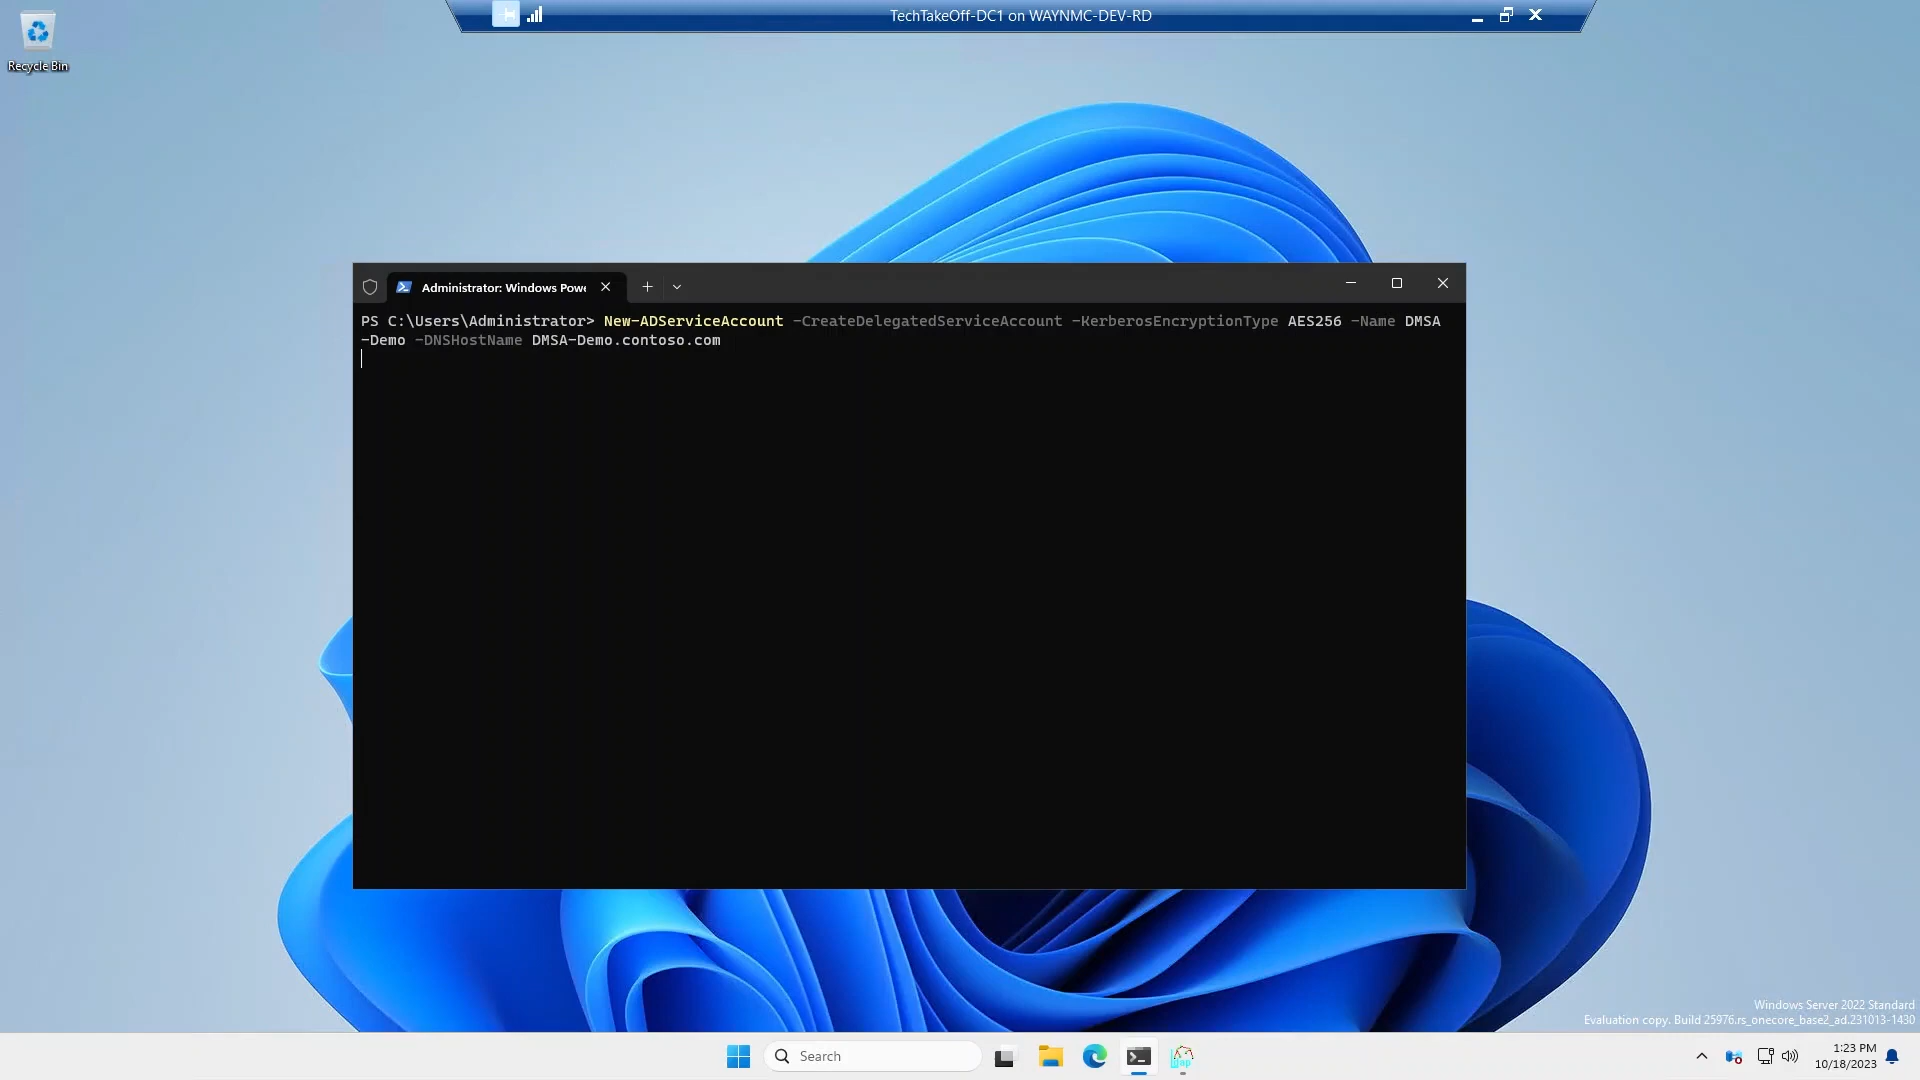 TechTakeOff-DC1 on WAYNMC-DEV-RD
Recycle Bin
Administrator: Windows Powe
PS C:\Users\Administrator> New-ADServiceAccount -CreateDelegatedServiceAccount -KerberosEncryptionType AES256 -Name DMSA
-Demo -DNSHostName DMSA-Demo.contoso.com
Windows Server 2022 Standard
Evaluation copy. Build 25976.rs_onecore_base2_ad.231013-1430
Search
1:23 PM
10/18/2023